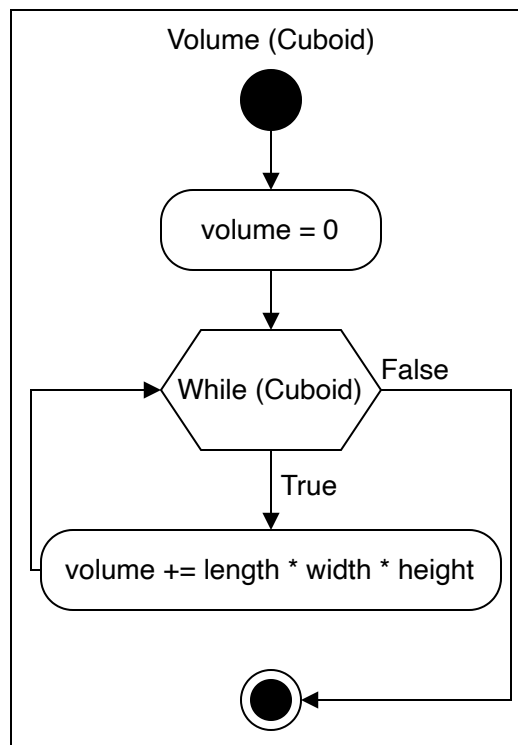 Volume (Cuboid)
volume = 0
While (Cuboid)
False
True
volume += length * width * height